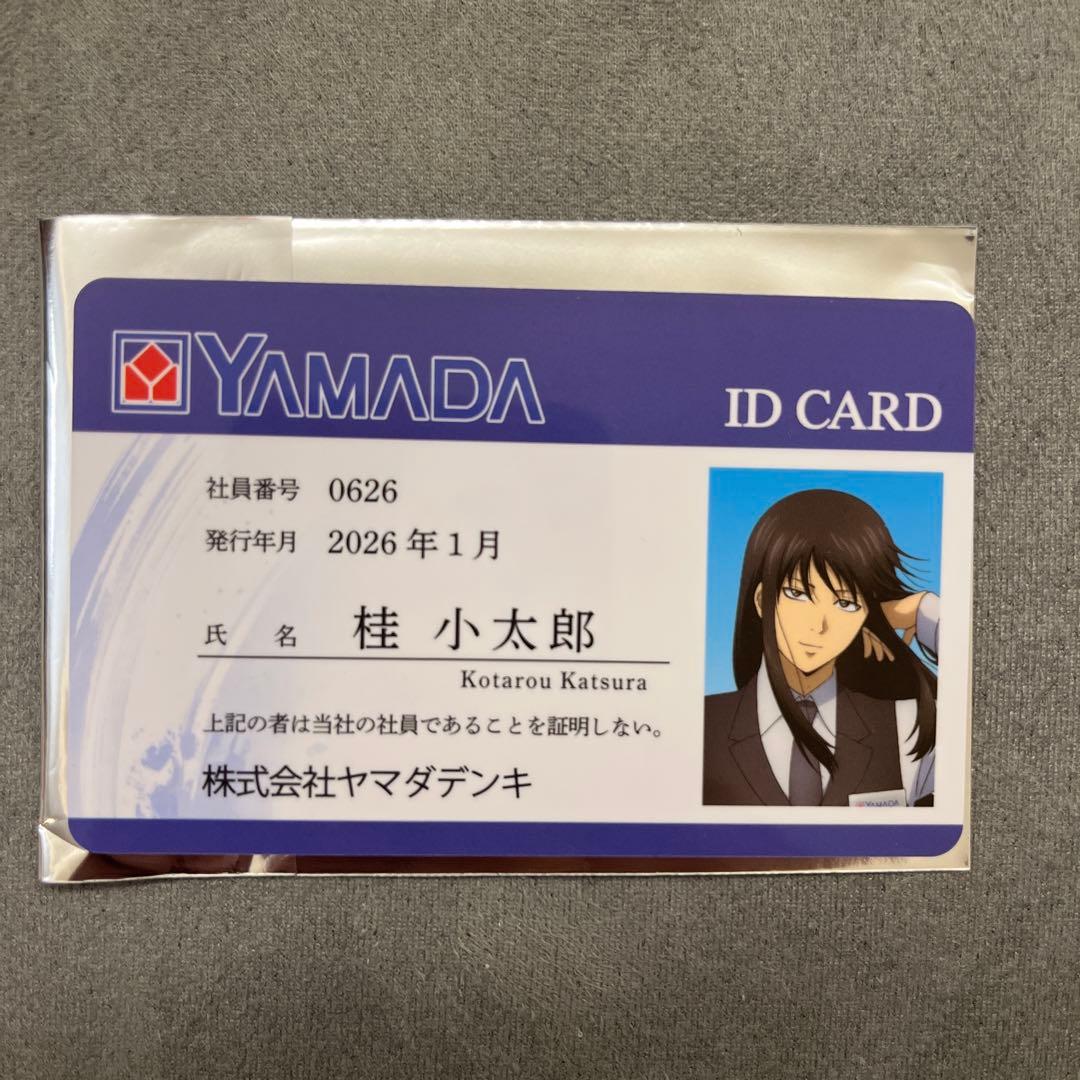 YAMADA
ID CARD
社員番号 0626
発行年月 2026年1月
氏 名 桂 小太郎
Kotarou Katsura
上記の者は当社の社員であることを証明しない。
株式会社ヤマダデンキ
YAMADA